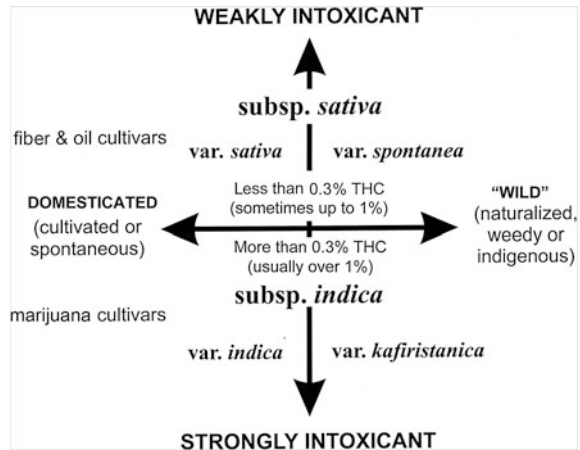 WEAKLY INTOXICANT
subsp. sativa
fiber & oil cultivars
var. sativa
var. spontanea
Less than 0.3% THC
(sometimes up to 1%)
DOMESTICATED
(cultivated or
spontaneous)
"WILD"
(naturalized,
weedy or
indigenous)
More than 0.3% THC
(usually over 1%)
subsp. indica
marijuana cultivars
var. indica
var. kafiristanica
STRONGLY INTOXICANT